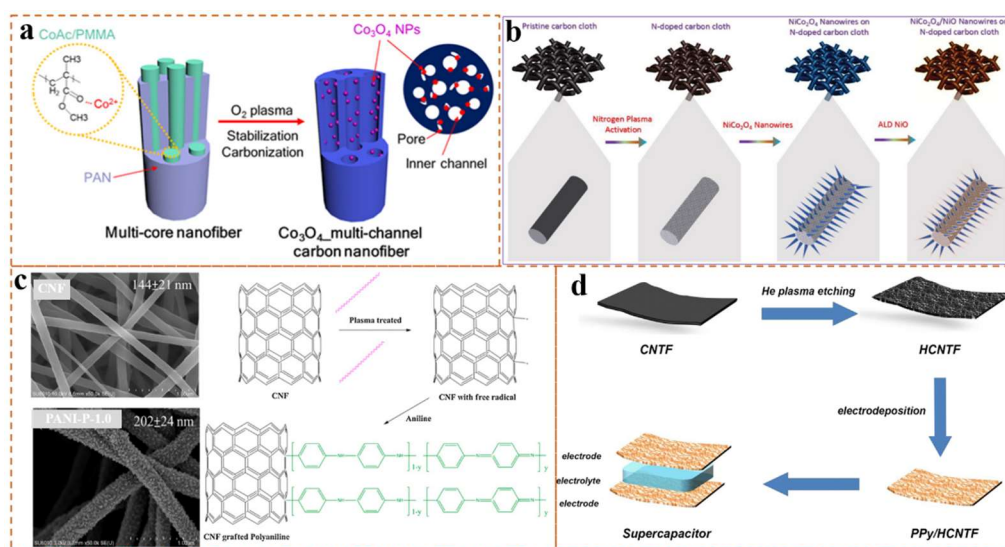 a
CoAc/PMMA
CH3
CH2
Co2+
O
CH3
PAN
Multi-core nanofiber
O2 plasma
Stabilization
Carbonization
Co3O4 NPs
Pore
Inner channel
Co3O4_multi-channel
carbon nanofiber
b
Pristine carbon cloth
N-doped carbon cloth
NiCo2O4 Nanowires on
N-doped carbon cloth
NiCo2O4/NiO Nanowires on
N-doped carbon cloth
Nitrogen Plasma
Activation
NiCo2O4 Nanowires
ALD NiO
c
CNF
144±21 nm
PANI-P-1.0
202±24 nm
Plasma treated
CNF
CNF with free radical
Aniline
1-y
y
1-y
y
CNF grafted Polyaniline
d
CNTF
He plasma etching
HCNTF
electrodeposition
PPy/HCNTF
electrode
electrolyte
electrode
Supercapacitor